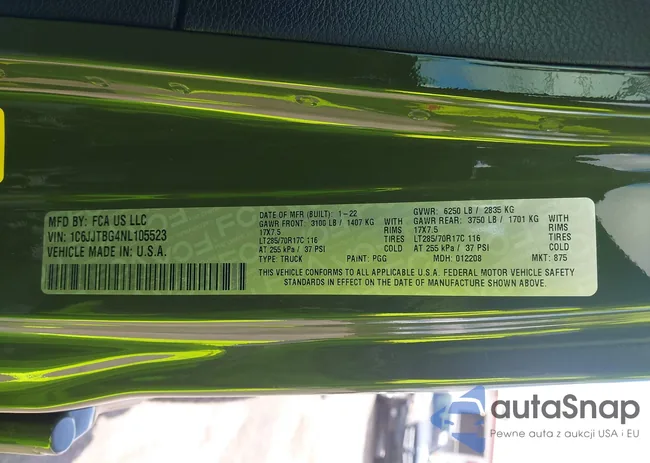 MFD BY: FCA US LLC
VIN: 1C6JJTBG4NL105523
VEHICLE MADE IN U.S.A.
DATE OF MFR (BUILT): 1-22
GAWR FRONT: 3100 LB / 1407 KG
17X7.5 RIMS
LT285/70R17C 116 TIRES
AT 255 kPa / 37 PSI COLD
TYPE: TRUCK PAINT: PGG
GVWR: 6250 LB / 2835 KG
GAWR REAR: 3750 LB / 1701 KG
17X7.5 RIMS
LT285/70R17C 116 TIRES
AT 255 kPa / 37 PSI COLD
MDH: 012208 MKT: 875
THIS VEHICLE CONFORMS TO ALL APPLICABLE U.S.A. FEDERAL MOTOR VEHICLE SAFETY
STANDARDS IN EFFECT ON THE DATE OF MANUFACTURE SHOWN ABOVE
autaSnap
Pewne auta z aukcji USA i EU